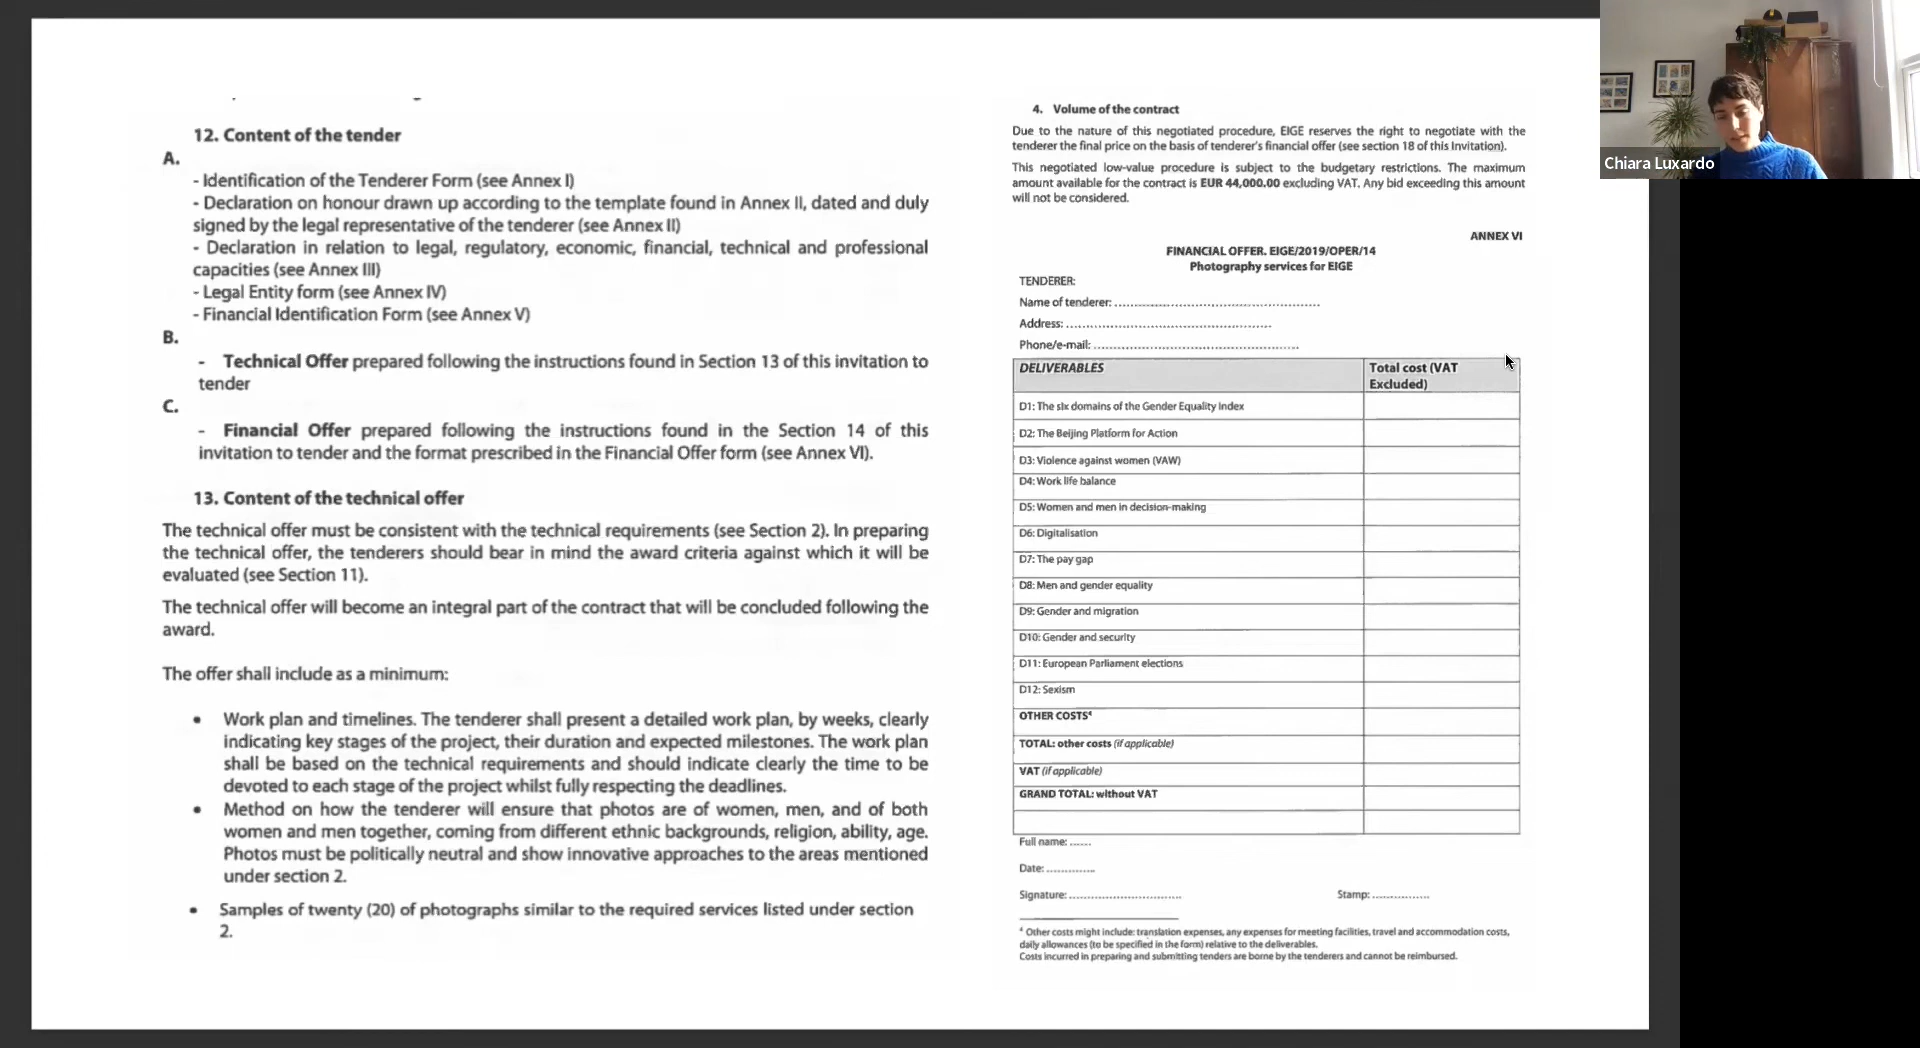 12. Content of the tender
A.
- Identification of the Tenderer Form (see Annex I)
- Declaration on honour drawn up according to the template found in Annex II, dated and duly
signed by the legal representative of the tenderer (see Annex II)
- Declaration in relation to legal, regulatory, economic, financial, technical and professional
capacities (see Annex III)
- Legal Entity form (see Annex IV)
- Financial Identification Form (see Annex V)
B.
- Technical Offer prepared following the instructions found in Section 13 of this invitation to
tender
C.
- Financial Offer prepared following the instructions found in the Section 14 of this
invitation to tender and the format prescribed in the Financial Offer form (see Annex VI).
13. Content of the technical offer
The technical offer must be consistent with the technical requirements (see Section 2). In preparing
the technical offer, the tenderers should bear in mind the award criteria against which it will be
evaluated (see Section 11).
The technical offer will become an integral part of the contract that will be concluded following the
award.
The offer shall include as a minimum:
• Work plan and timelines. The tenderer shall present a detailed work plan, by weeks, clearly
indicating key stages of the project, their duration and expected milestones. The work plan
shall be based on the technical requirements and should indicate clearly the time to be
devoted to each stage of the project whilst fully respecting the deadlines.
• Method on how the tenderer will ensure that photos are of women, men, and of both
women and men together, coming from different ethnic backgrounds, religion, ability, age.
Photos must be politically neutral and show innovative approaches to the areas mentioned
under section 2.
• Samples of twenty (20) of photographs similar to the required services listed under section
2.
4. Volume of the contract
Due to the nature of this negotiated procedure, EIGE reserves the right to negotiate with the
tenderer the final price on the basis of tenderer's financial offer (see section 18 of this Invitation).
This negotiated low-value procedure is subject to the budgetary restrictions. The maximum
amount available for the contract is EUR 44,000.00 excluding VAT. Any bid exceeding this amount
will not be considered.
ANNEX VI
FINANCIAL OFFER. EIGE/2019/OPER/14
Photography services for EIGE
TENDERER:
Name of tenderer: ....................................................
Address: ....................................................
Phone/e-mail: ....................................................
DELIVERABLES
Total cost (VAT
Excluded)
D1: The six domains of the Gender Equality Index
D2: The Beijing Platform for Action
D3: Violence against women (VAW)
D4: Work life balance
D5: Women and men in decision-making
D6: Digitalisation
D7: The pay gap
D8: Men and gender equality
D9: Gender and migration
D10: Gender and security
D11: European Parliament elections
D12: Sexism
OTHER COSTS⁴
TOTAL: other costs (if applicable)
VAT (if applicable)
GRAND TOTAL: without VAT
Full name: ......
Date: .............
Signature: .............................. Stamp: ...............
⁴ Other costs might include: translation expenses, any expenses for meeting facilities, travel and accommodation costs,
daily allowances (to be specified in the form) relative to the deliverables.
Costs incurred in preparing and submitting tenders are borne by the tenderers and cannot be reimbursed.
Chiara Luxardo